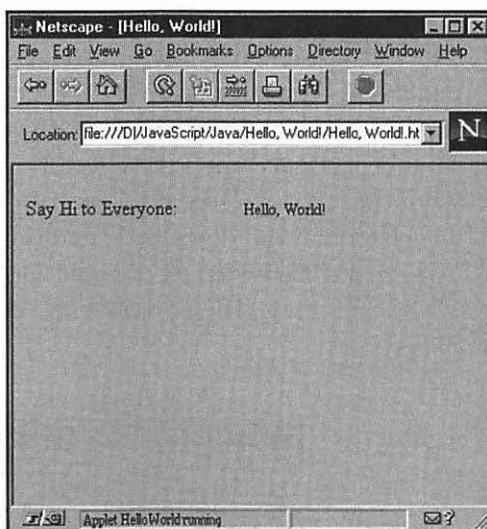 Netscape - [Hello, World!]
File Edit View Go Bookmarks Options Directory Window Help
Location: file:///D|/JavaScript/Java/Hello, World!/Hello, World!.ht
N
Say Hi to Everyone: Hello, World!
Applet HelloWorld running
?